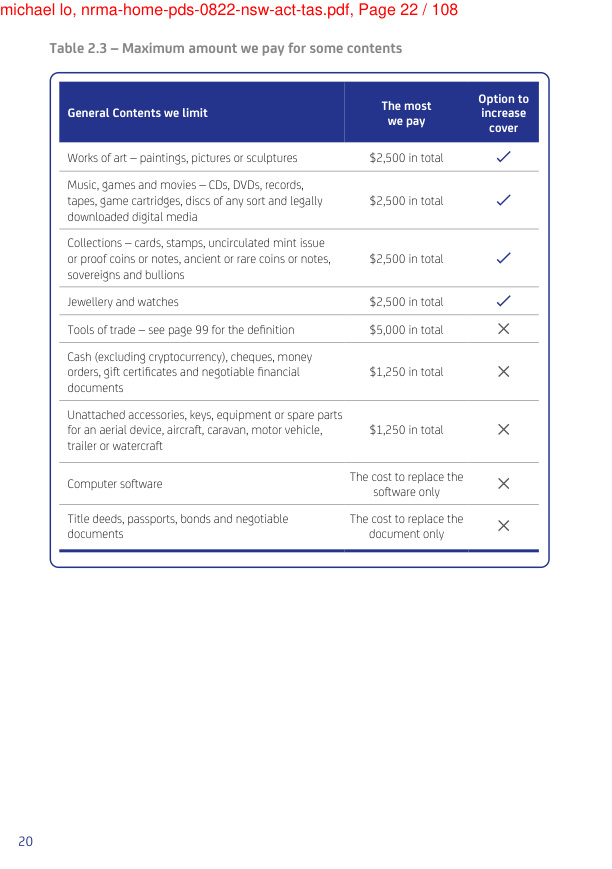 michael lo, nrma-home-pds-0822-nsw-act-tas.pdf, Page 22 / 108
Table 2.3 – Maximum amount we pay for some contents
General Contents we limit
The most
we pay
Option to
increase
cover
Works of art – paintings, pictures or sculptures
$2,500 in total
✓
Music, games and movies – CDs, DVDs, records,
tapes, game cartridges, discs of any sort and legally
downloaded digital media
$2,500 in total
✓
Collections – cards, stamps, uncirculated mint issue
or proof coins or notes, ancient or rare coins or notes,
sovereigns and bullions
$2,500 in total
✓
Jewellery and watches
$2,500 in total
✓
Tools of trade – see page 99 for the definition
$5,000 in total
✕
Cash (excluding cryptocurrency), cheques, money
orders, gift certificates and negotiable financial
documents
$1,250 in total
✕
Unattached accessories, keys, equipment or spare parts
for an aerial device, aircraft, caravan, motor vehicle,
trailer or watercraft
$1,250 in total
✕
Computer software
The cost to replace the
software only
✕
Title deeds, passports, bonds and negotiable
documents
The cost to replace the
document only
✕
20